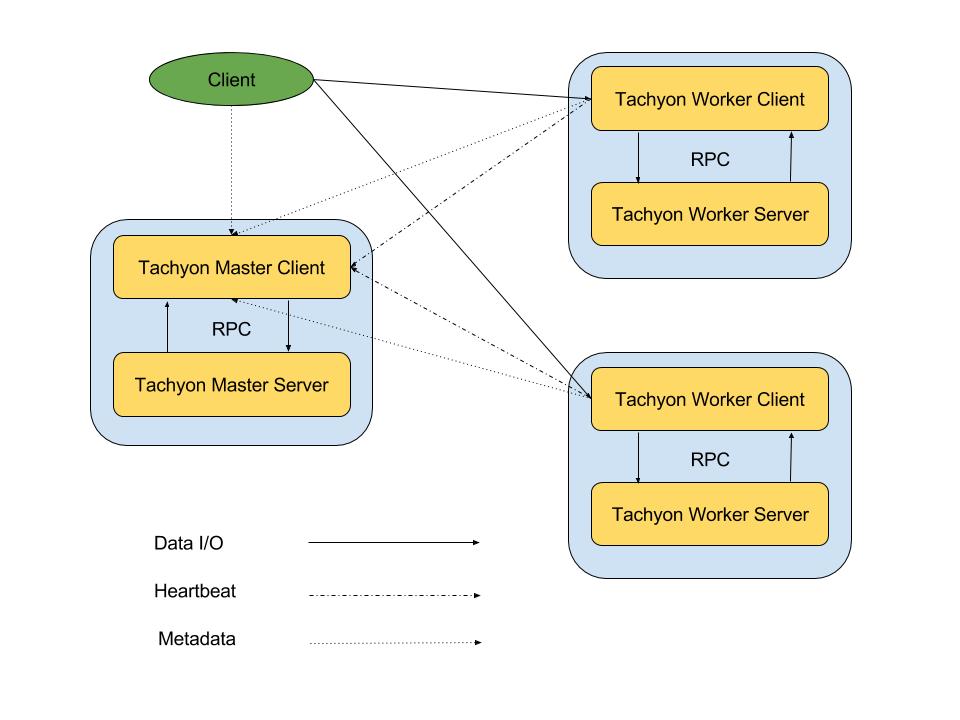 Client
Tachyon Worker Client
RPC
Tachyon Worker Server
Tachyon Master Client
RPC
Tachyon Master Server
Tachyon Worker Client
RPC
Tachyon Worker Server
Data I/O
Heartbeat
Metadata